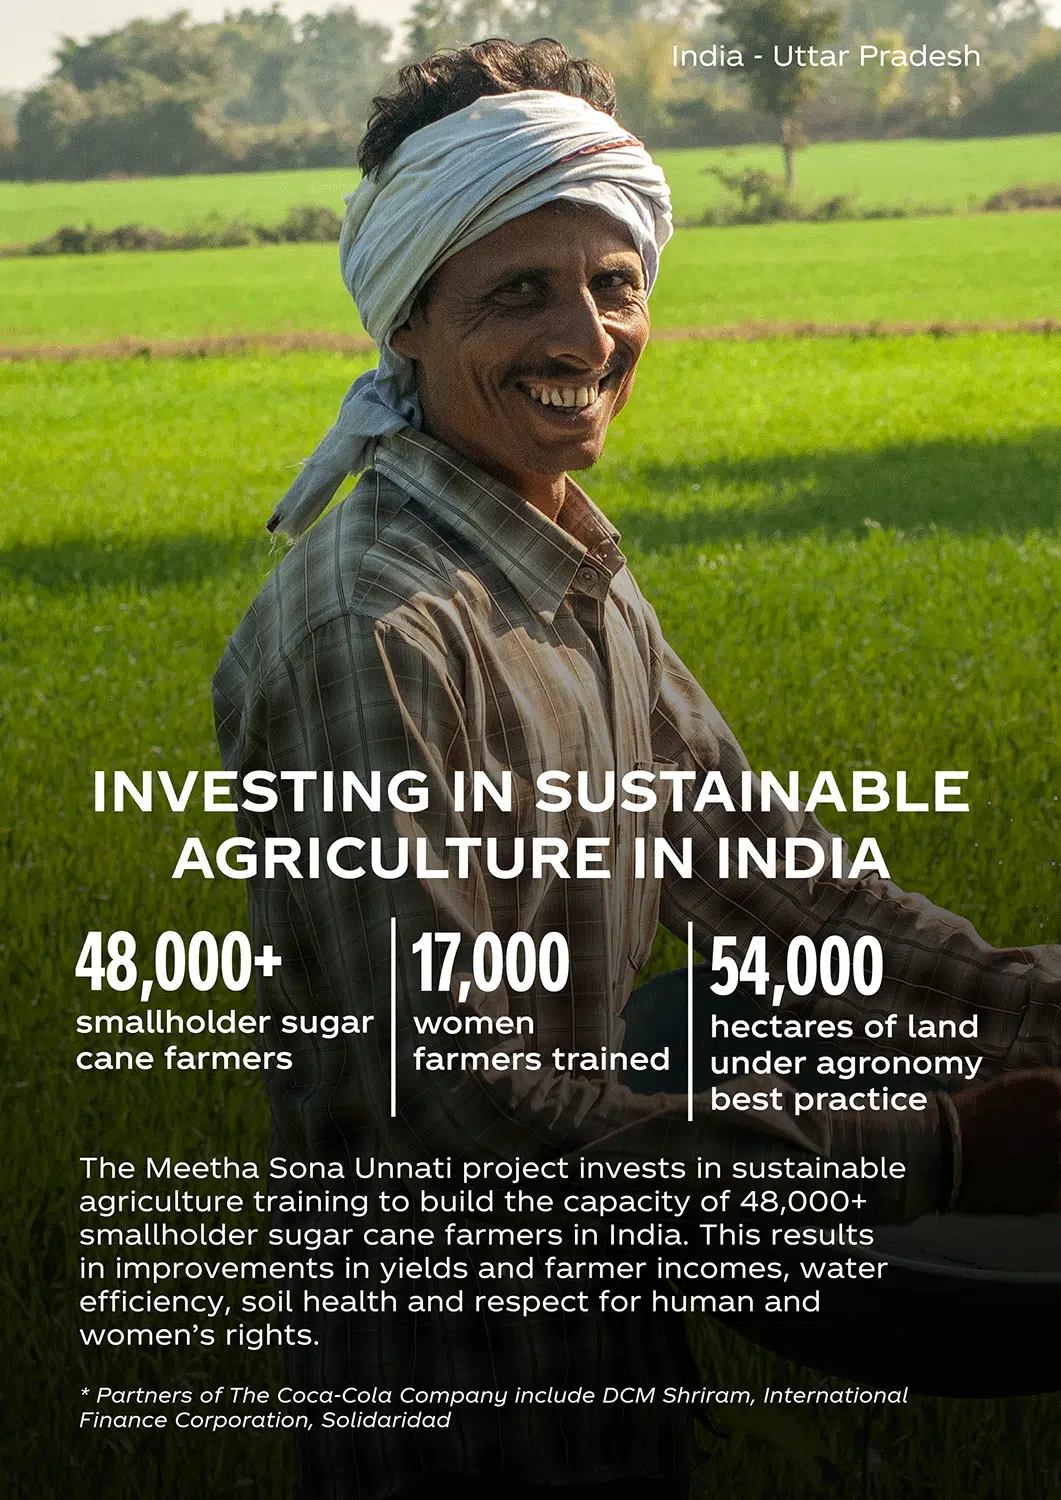 India - Uttar Pradesh
INVESTING IN SUSTAINABLE
AGRICULTURE IN INDIA
48,000+
smallholder sugar
cane farmers
17,000
women
farmers trained
54,000
hectares of land
under agronomy
best practice
The Meetha Sona Unnati project invests in sustainable
agriculture training to build the capacity of 48,000+
smallholder sugar cane farmers in India. This results
in improvements in yields and farmer incomes, water
efficiency, soil health and respect for human and
women’s rights.
* Partners of The Coca-Cola Company include DCM Shriram, International
Finance Corporation, Solidaridad